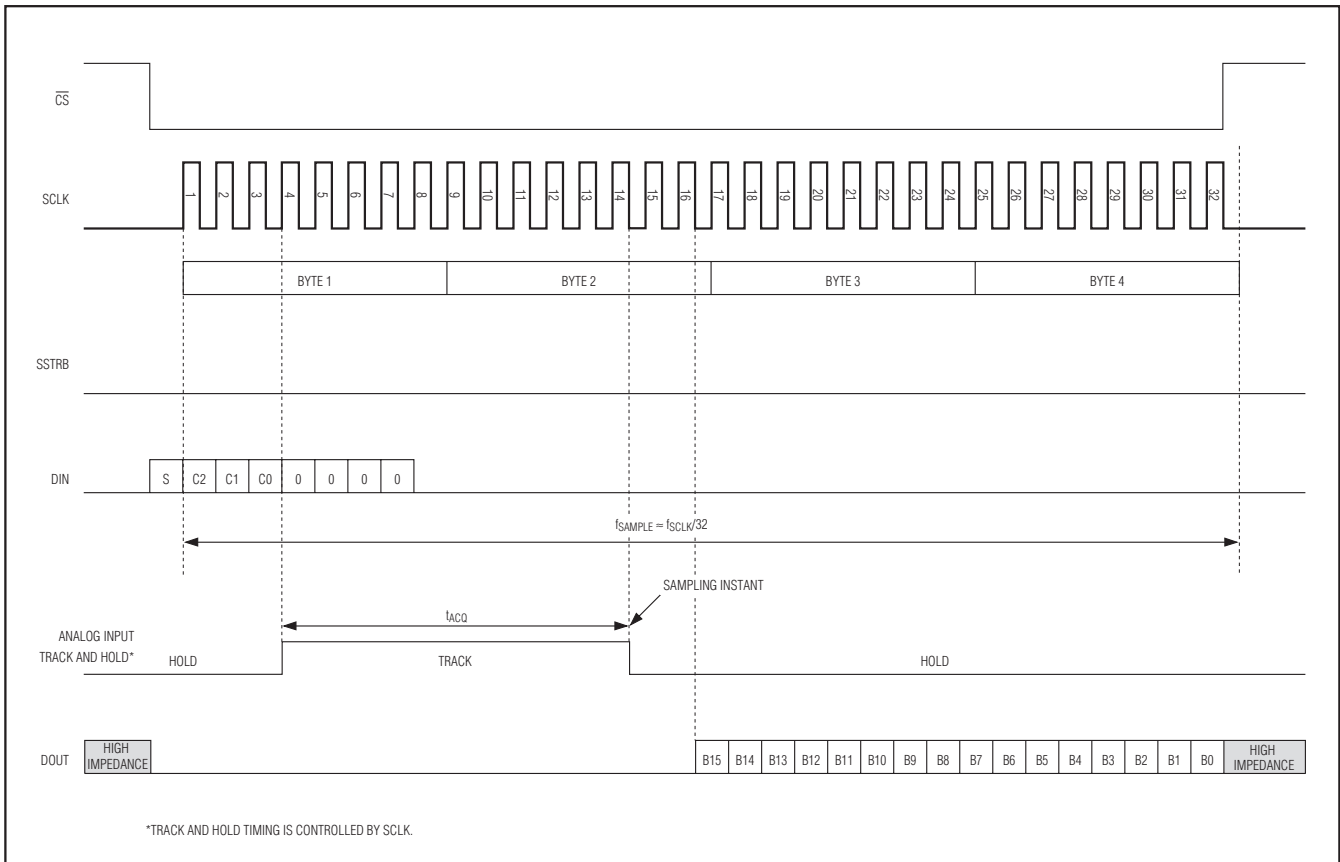 CS
SCLK
1 2 3 4 5 6 7 8 9 10 11 12 13 14 15 16 17 18 19 20 21 22 23 24 25 26 27 28 29 30 31 32
BYTE 1 BYTE 2 BYTE 3 BYTE 4
SSTRB
DIN S C2 C1 C0 0 0 0 0
fSAMPLE = fSCLK/32
SAMPLING INSTANT
tACQ
ANALOG INPUT
TRACK AND HOLD*
HOLD TRACK HOLD
DOUT
HIGH
IMPEDANCE
B15 B14 B13 B12 B11 B10 B9 B8 B7 B6 B5 B4 B3 B2 B1 B0
HIGH
IMPEDANCE
*TRACK AND HOLD TIMING IS CONTROLLED BY SCLK.